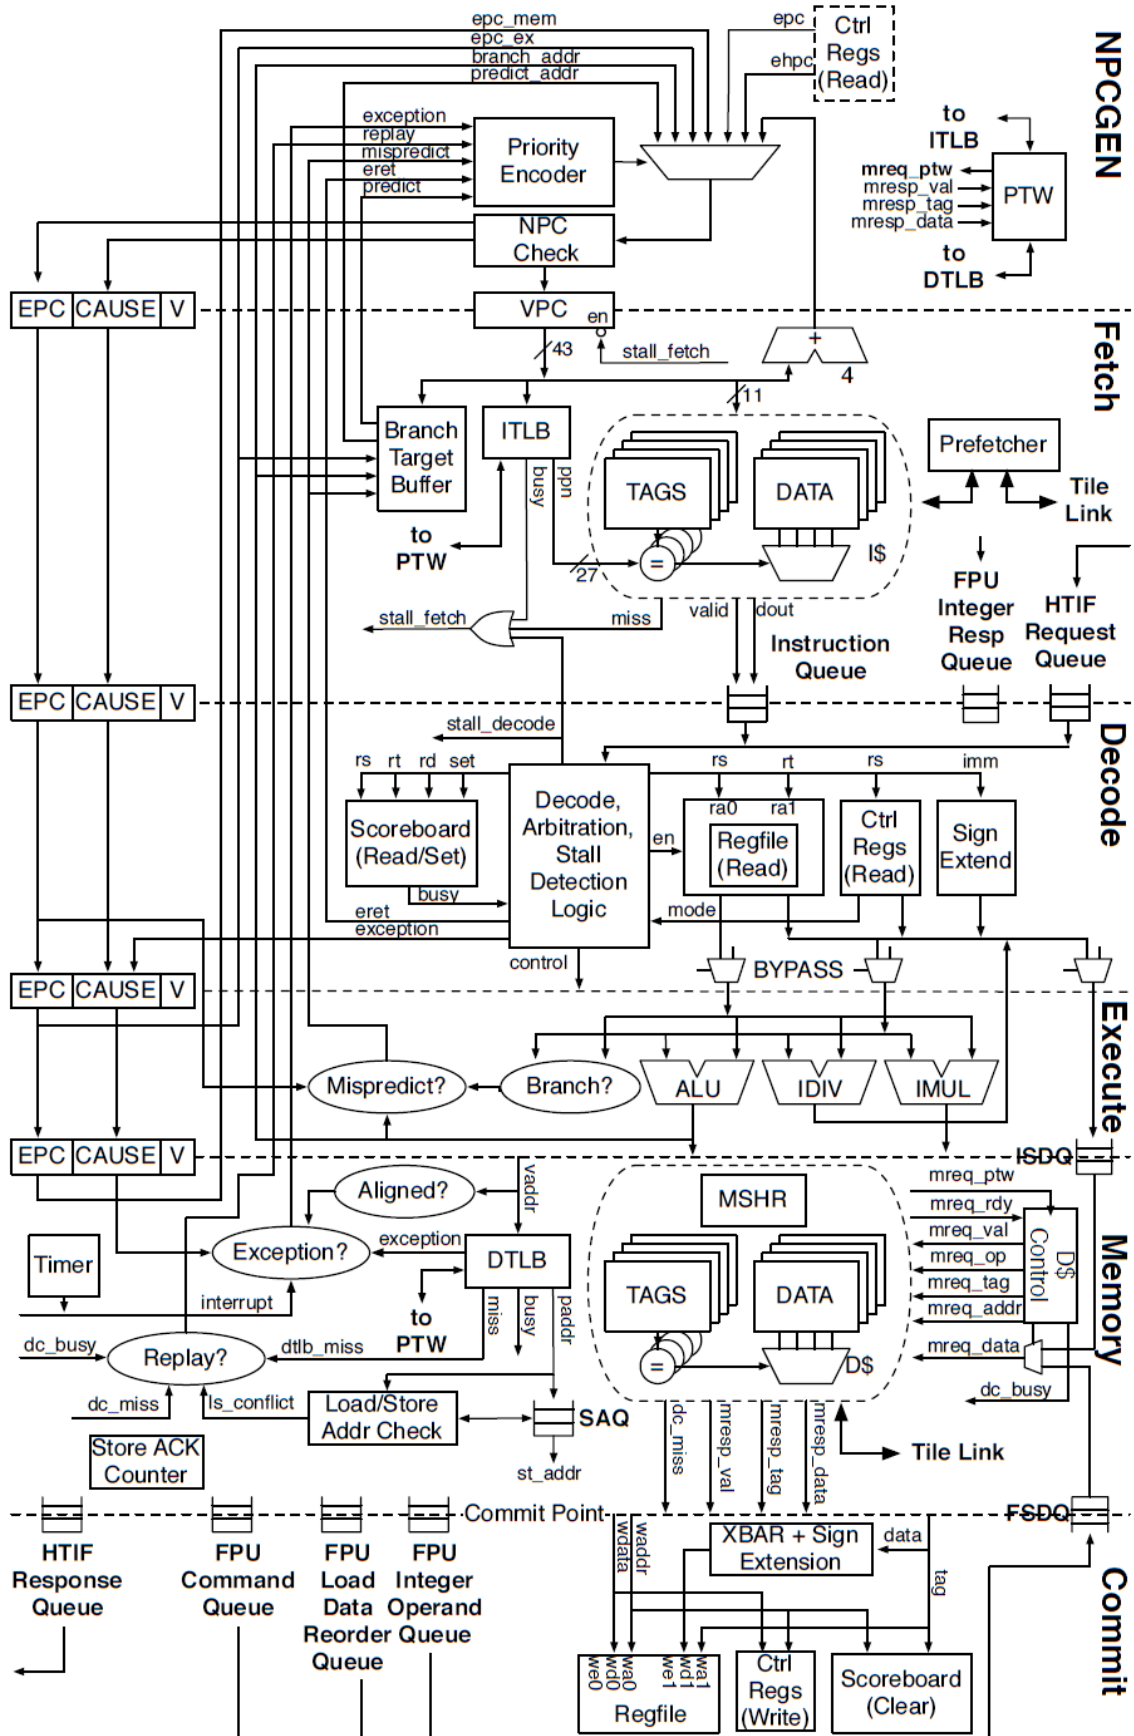 epc_mem
epc_ex
branch_addr
predict_addr
epc
ehpc
Ctrl
Regs
(Read)
NPCGEN
exception
replay
mispredict
eret
predict
Priority
Encoder
to
ITLB
mreq_ptw
mresp_val
mresp_tag
mresp_data
PTW
to
DTLB
NPC
Check
EPC CAUSE V
VPC
en
43
stall_fetch
+
4
Fetch
11
Branch
Target
Buffer
ITLB
busy
ppn
TAGS
DATA
Prefetcher
Tile
Link
to
PTW
27
=
I$
FPU
Integer
Resp
Queue
HTIF
Request
Queue
stall_fetch
miss
valid
dout
Instruction
Queue
EPC CAUSE V
Decode
stall_decode
rs rt rd set
rs rt rs imm
Scoreboard
(Read/Set)
busy
Decode,
Arbitration,
Stall
Detection
Logic
en
ra0 ra1
Regfile
(Read)
Ctrl
Regs
(Read)
Sign
Extend
eret
exception
mode
control
BYPASS
EPC CAUSE V
Execute
Mispredict?
Branch?
ALU
IDIV
IMUL
EPC CAUSE V
ISDQ
Memory
Aligned?
vaddr
MSHR
mreq_ptw
mreq_rdy
mreq_val
mreq_op
mreq_tag
mreq_addr
mreq_data
D$
Control
dc_busy
Timer
Exception?
exception
DTLB
interrupt
to
PTW
miss
busy
paddr
TAGS
DATA
=
D$
dc_busy
Replay?
dtlb_miss
dc_miss
ls_conflict
Load/Store
Addr Check
SAQ
st_addr
Store ACK
Counter
dc_miss
mresp_val
mresp_tag
mresp_data
Tile Link
Commit Point
FSDQ
Commit
HTIF
Response
Queue
FPU
Command
Queue
FPU
Load
Data
Reorder
Queue
FPU
Integer
Operand
Queue
wdata
waddr
XBAR + Sign
Extension
data
tag
we0
wd0
wa0
we1
wd1
wa1
Regfile
Ctrl
Regs
(Write)
Scoreboard
(Clear)